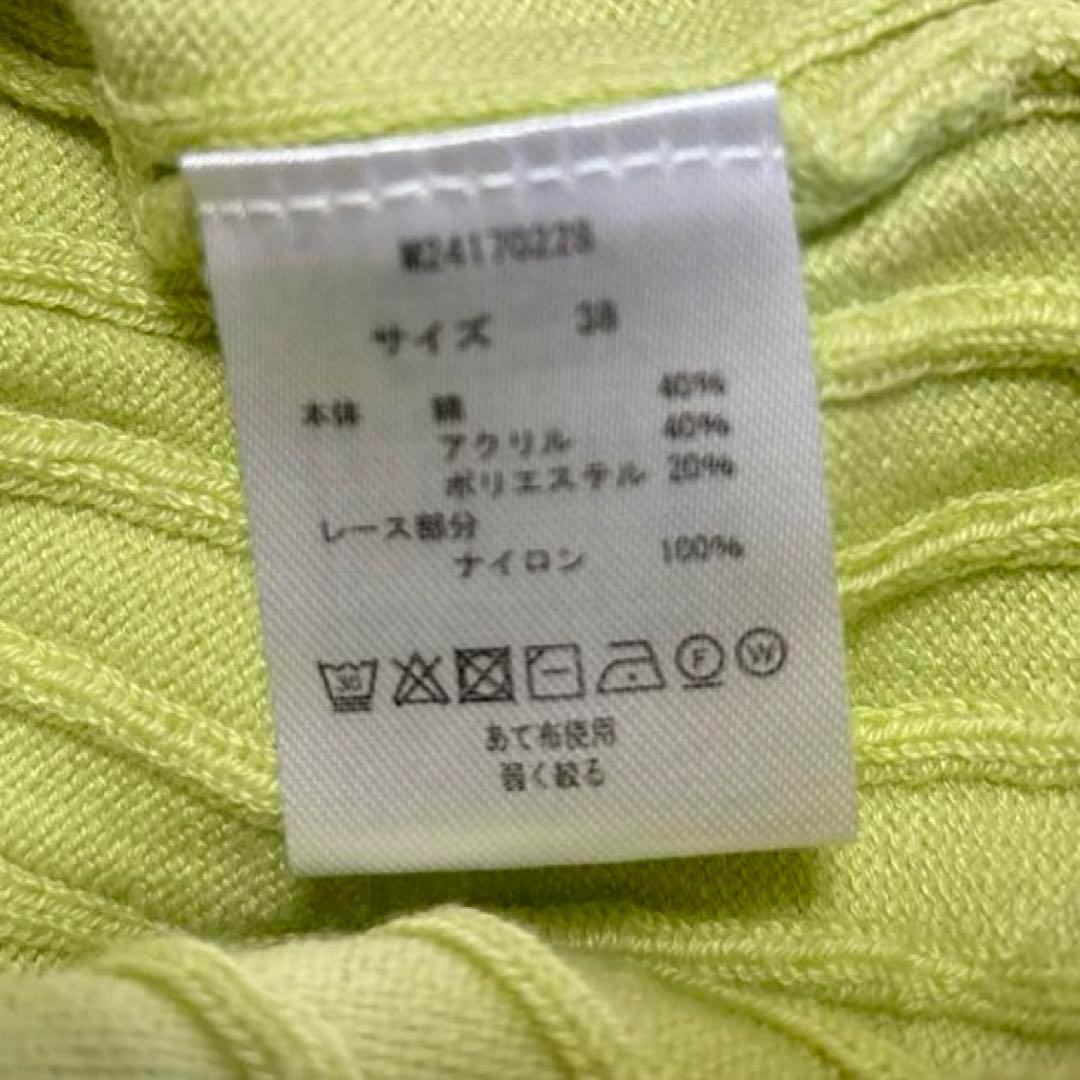 W24170228
サイズ 38
本体 綿 40%
アクリル 40%
ポリエステル 20%
レース部分
ナイロン 100%
30 F W
あて布使用
弱く絞る